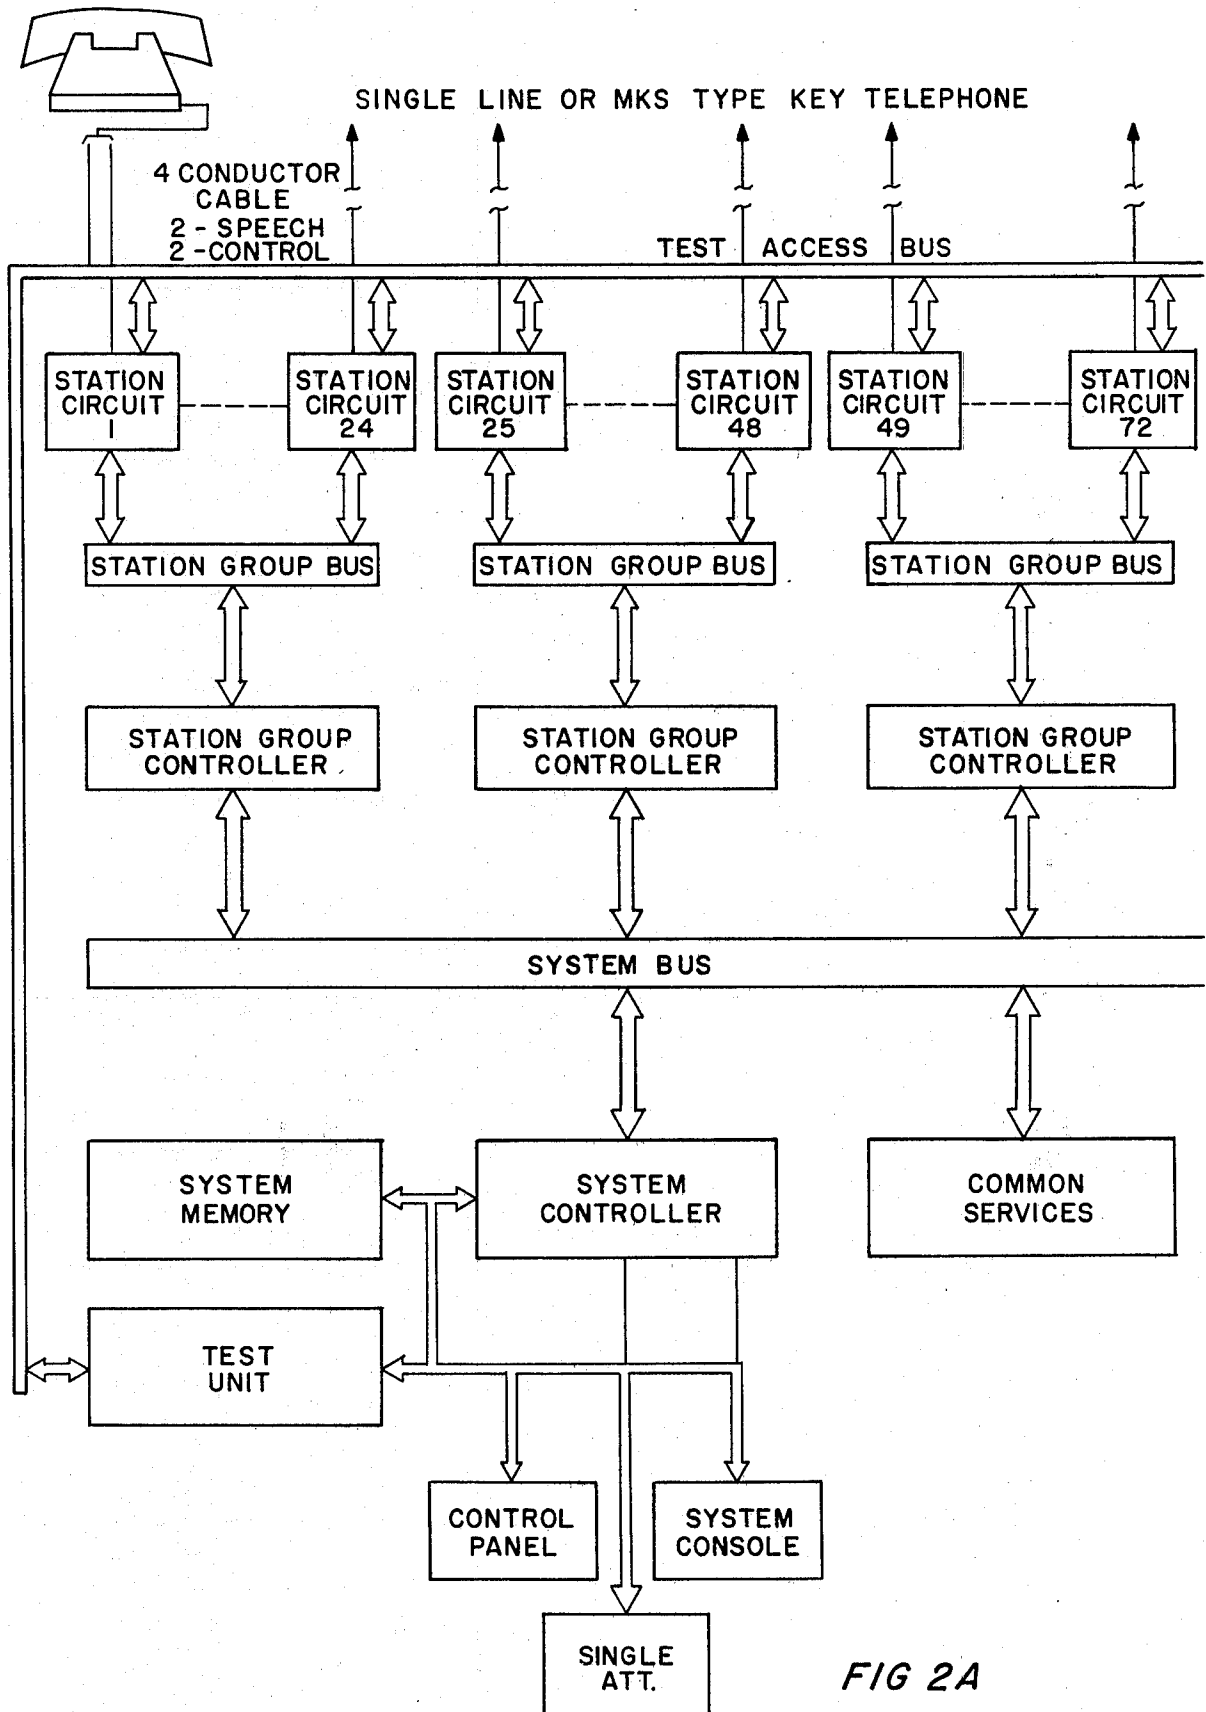 SINGLE LINE OR MKS TYPE KEY TELEPHONE
4 CONDUCTOR
CABLE
2 - SPEECH
2 - CONTROL
TEST ACCESS BUS
STATION
CIRCUIT
1
STATION
CIRCUIT
24
STATION
CIRCUIT
25
STATION
CIRCUIT
48
STATION
CIRCUIT
49
STATION
CIRCUIT
72
STATION GROUP BUS
STATION GROUP BUS
STATION GROUP BUS
STATION GROUP
CONTROLLER
STATION GROUP
CONTROLLER
STATION GROUP
CONTROLLER
SYSTEM BUS
SYSTEM
MEMORY
SYSTEM
CONTROLLER
COMMON
SERVICES
TEST
UNIT
CONTROL
PANEL
SYSTEM
CONSOLE
SINGLE
ATT.
FIG 2A